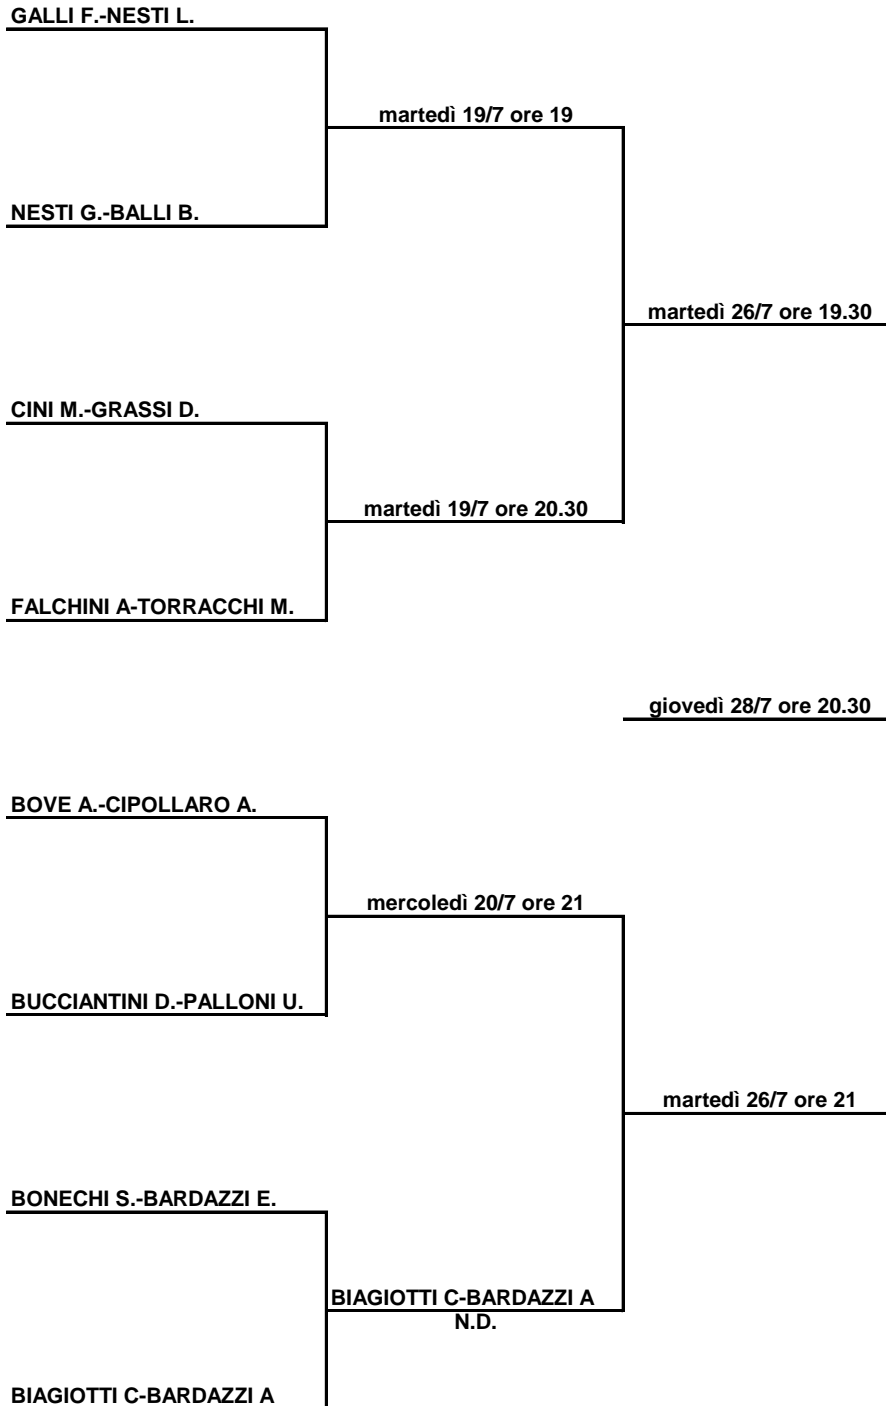 GALLI F.-NESTI L.
martedì 19/7 ore 19
NESTI G.-BALLI B.
martedì 26/7 ore 19.30
CINI M.-GRASSI D.
martedì 19/7 ore 20.30
FALCHINI A-TORRACCHI M.
giovedì 28/7 ore 20.30
BOVE A.-CIPOLLARO A.
mercoledì 20/7 ore 21
BUCCIANTINI D.-PALLONI U.
martedì 26/7 ore 21
BONECHI S.-BARDAZZI E.
BIAGIOTTI C-BARDAZZI A
N.D.
BIAGIOTTI C-BARDAZZI A